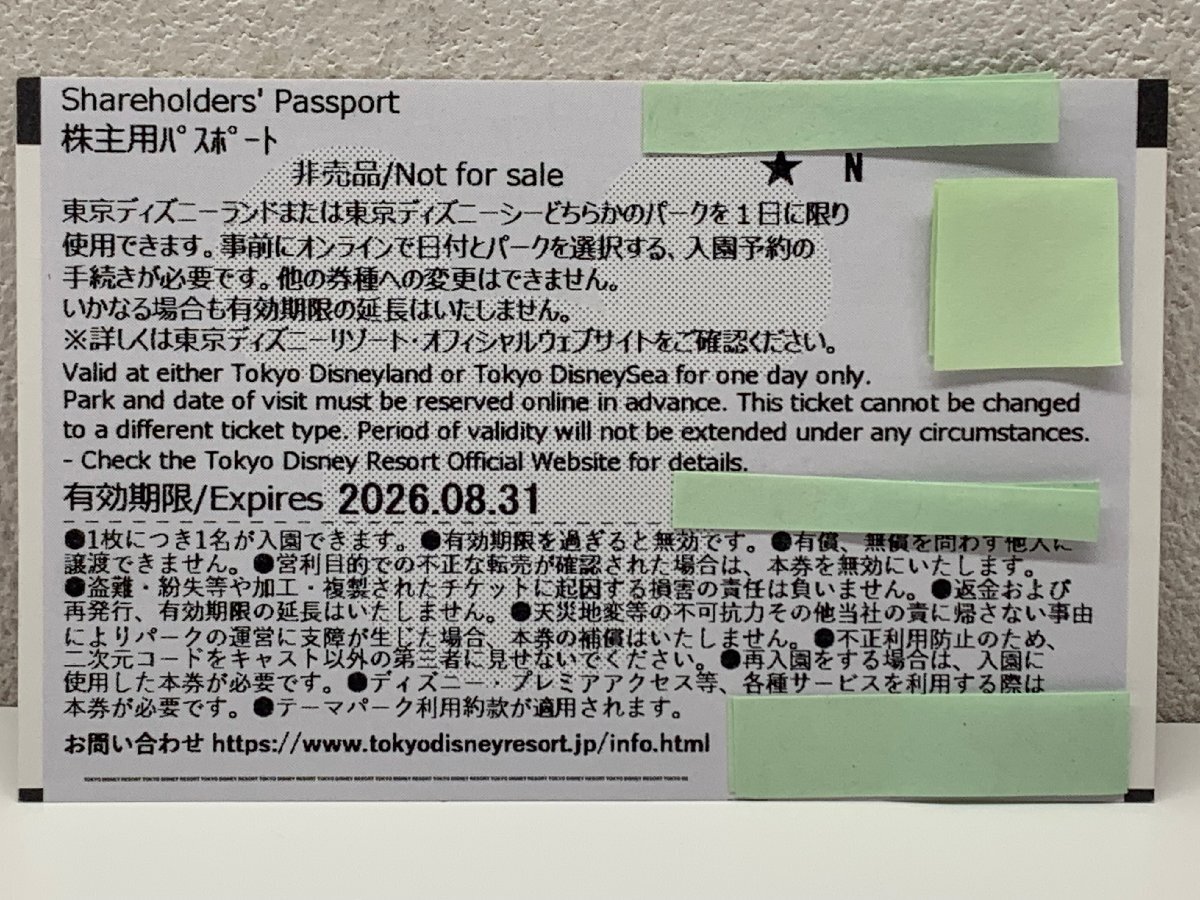 Shareholders' Passport
株主用ﾊﾟｽﾎﾟｰﾄ
非売品/Not for sale
★ N
東京ディズニーランドまたは東京ディズニーシーどちらかのパークを1日に限り
使用できます。事前にオンラインで日付とパークを選択する、入園予約の
手続きが必要です。他の券種への変更はできません。
いかなる場合も有効期限の延長はいたしません。
※詳しくは東京ディズニーリゾート・オフィシャルウェブサイトをご確認ください。
Valid at either Tokyo Disneyland or Tokyo DisneySea for one day only.
Park and date of visit must be reserved online in advance. This ticket cannot be changed
to a different ticket type. Period of validity will not be extended under any circumstances.
- Check the Tokyo Disney Resort Official Website for details.
有効期限/Expires 2026.08.31
●1枚につき1名が入園できます。●有効期限を過ぎると無効です。●有償、無償を問わず他人に
譲渡できません。●営利目的での不正な転売が確認された場合は、本券を無効にいたします。
●盗難・紛失等や加工・複製されたチケットに起因する損害の責任は負いません。●返金および
再発行、有効期限の延長はいたしません。●天災地変等の不可抗力その他当社の責に帰さない事由
によりパークの運営に支障が生じた場合、本券の補償はいたしません。●不正利用防止のため、
二次元コードをキャスト以外の第三者に見せないでください。●再入園をする場合は、入園に
使用した本券が必要です。●ディズニー・プレミアアクセス等、各種サービスを利用する際は
本券が必要です。●テーマパーク利用約款が適用されます。
お問い合わせ https://www.tokyodisneyresort.jp/info.html